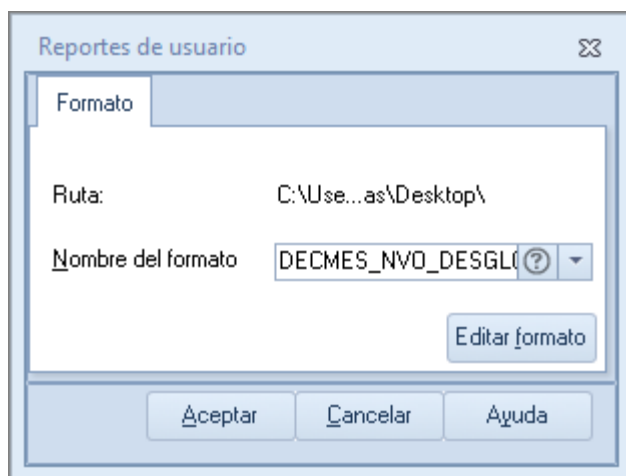 Reportes de usuario
Formato
Ruta: C:\Use...as\Desktop\
Nombre del formato DECMES_NVO_DESGL
Editar formato
Aceptar Cancelar Ayuda